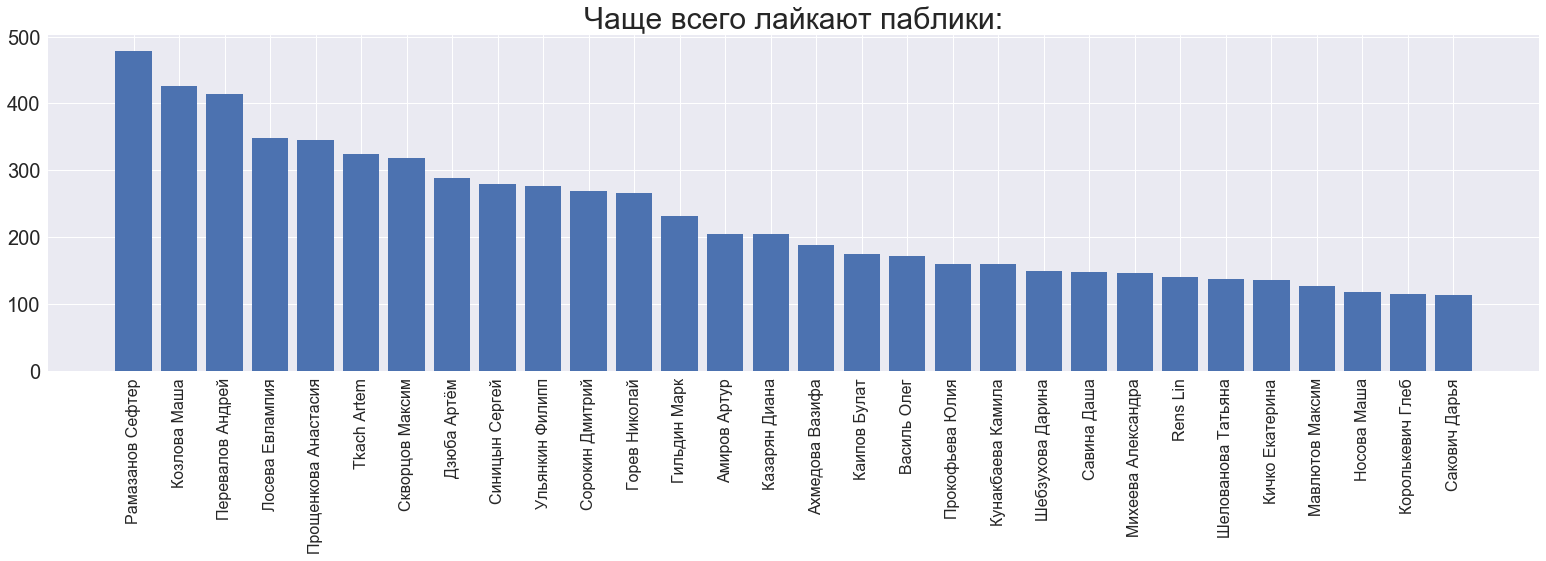 Чаще всего лайкают паблики:
500
400
300
200
100
0
Рамазанов Сефтер
Козлова Маша
Перевалов Андрей
Лосева Евлампия
Прощенкова Анастасия
Tkach Artem
Скворцов Максим
Дзюба Артём
Синицын Сергей
Ульянкин Филипп
Сорокин Дмитрий
Горев Николай
Гильдин Марк
Амиров Артур
Казарян Диана
Ахмедова Вазифа
Каипов Булат
Василь Олег
Прокофьева Юлия
Кунакбаева Камила
Шебзухова Дарина
Савина Даша
Михеева Александра
Rens Lin
Шелованова Татьяна
Кичко Екатерина
Мавлютов Максим
Носова Маша
Королькевич Глеб
Сакович Дарья